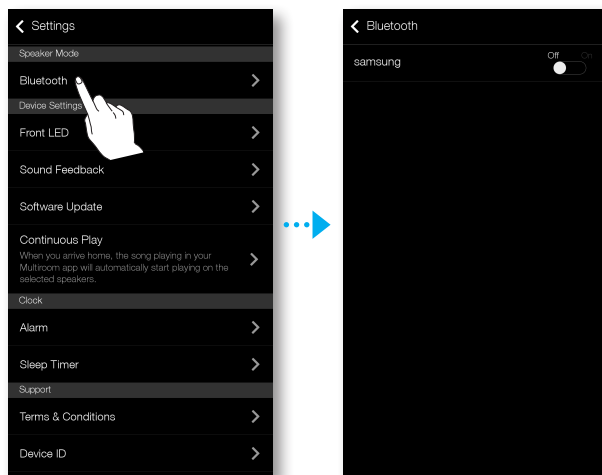 Settings
Speaker Mode
Bluetooth
Device Settings
Front LED
Sound Feedback
Software Update
Continuous Play
When you arrive home, the song playing in your
Multiroom app will automatically start playing on the
selected speakers.
Clock
Alarm
Sleep Timer
Support
Terms & Conditions
Device ID
Bluetooth
samsung
Off On